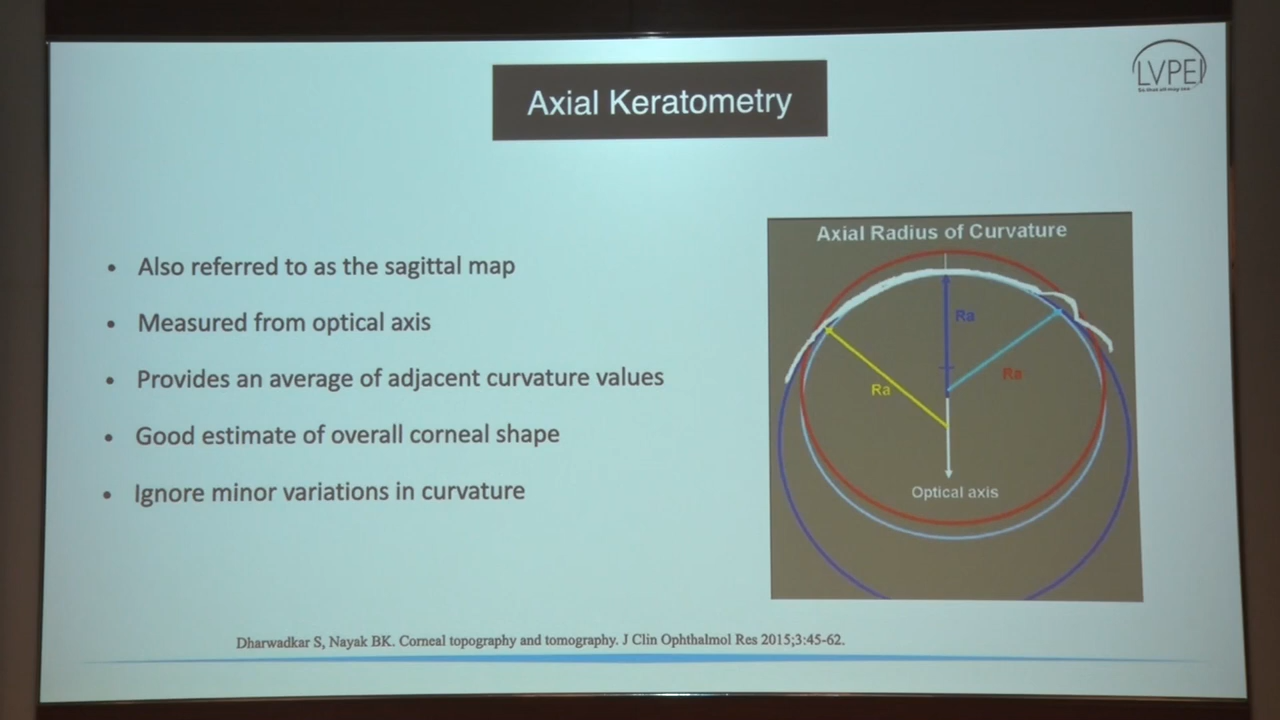 LVPEI
Axial Keratometry
• Also referred to as the sagittal map
• Measured from optical axis
• Provides an average of adjacent curvature values
• Good estimate of overall corneal shape
• Ignore minor variations in curvature
Axial Radius of Curvature
Ra
Ra
Ra
Optical axis
Dharwadkar S, Nayak BK. Corneal topography and tomography. J Clin Ophthalmol Res 2015;3:45-62.